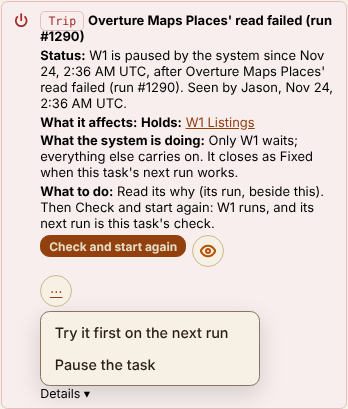 Trip Overture Maps Places' read failed (run
#1290)
Status: W1 is paused by the system since Nov
24, 2:36 AM UTC, after Overture Maps Places'
read failed (run #1290). Seen by Jason, Nov 24,
2:36 AM UTC.
What it affects: Holds: W1 Listings
What the system is doing: Only W1 waits;
everything else carries on. It closes as Fixed
when this task's next run works.
What to do: Read its why (its run, beside this).
Then Check and start again: W1 runs, and its
next run is this task's check.
Check and start again
...
Try it first on the next run
Pause the task
Details ▾